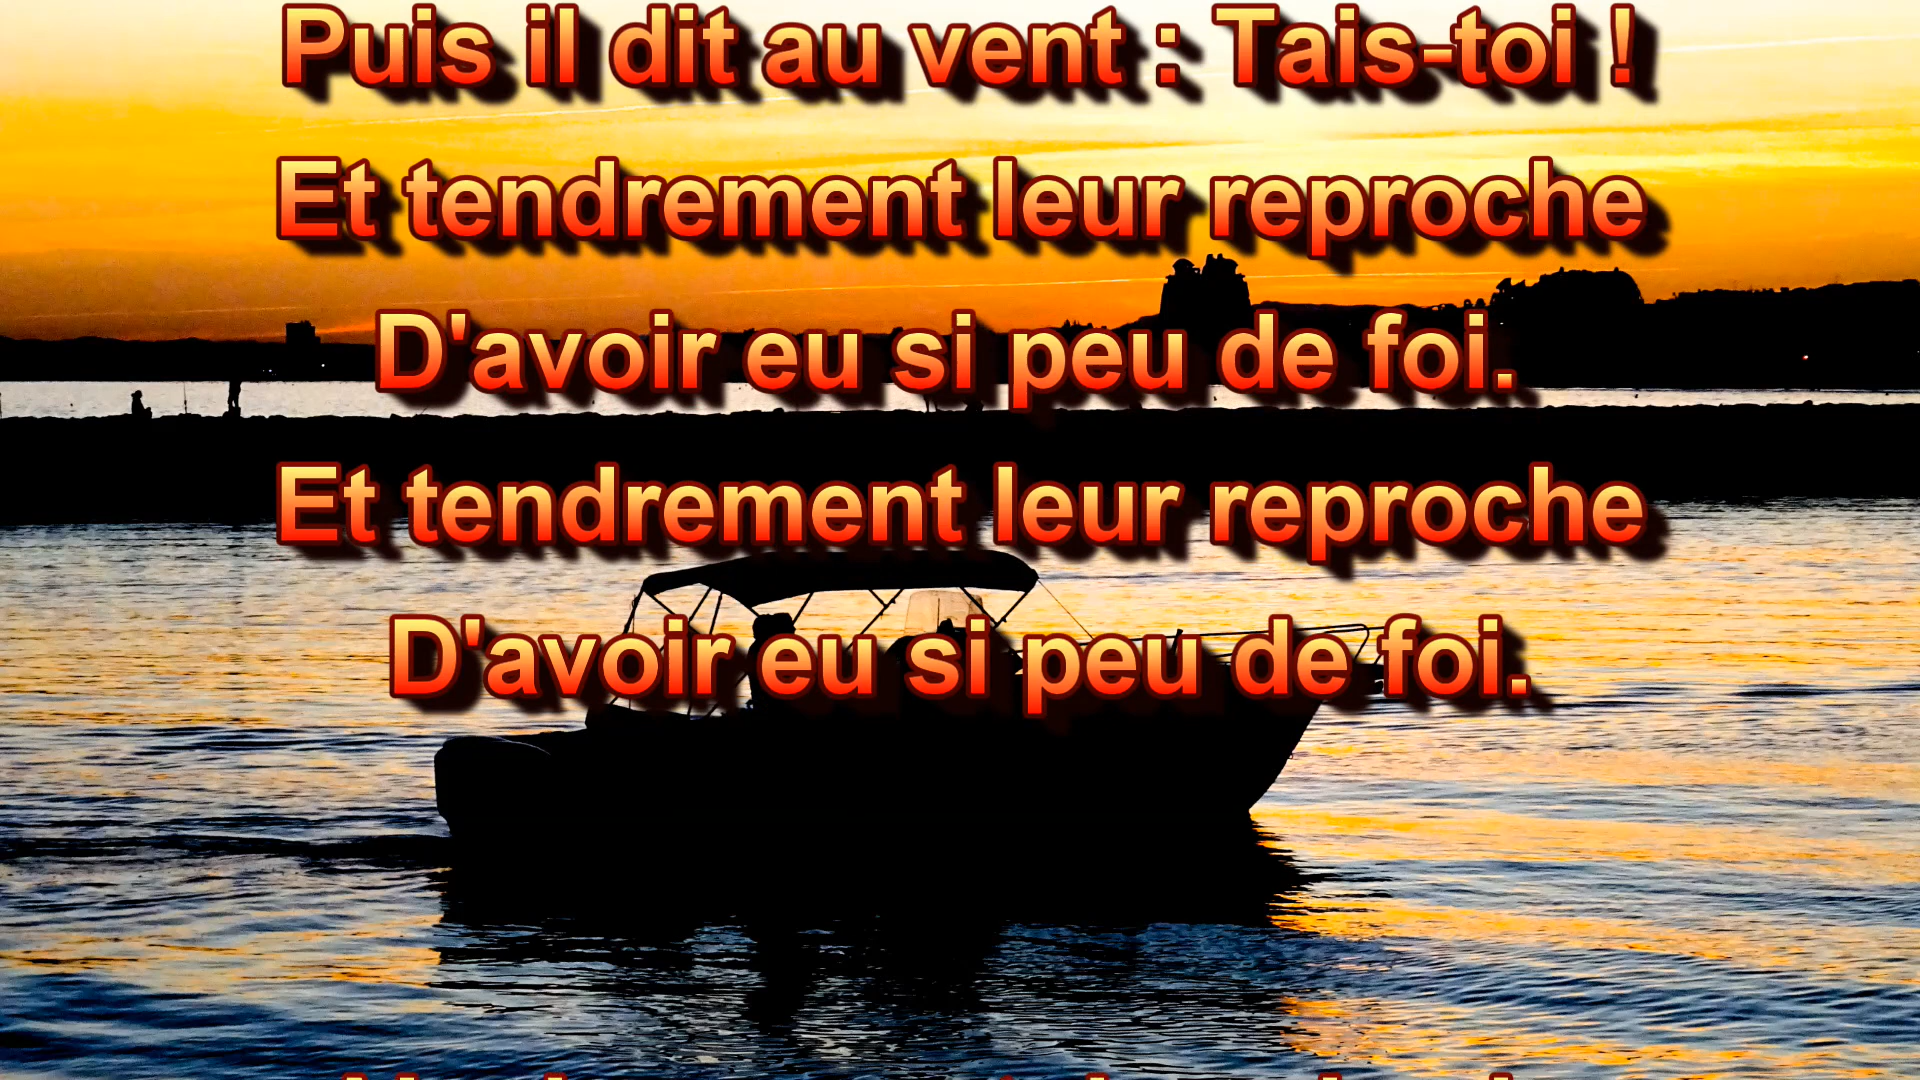 Puis il dit au vent : Tais-toi !
Et tendrement leur reproche
D'avoir eu si peu de foi.
Et tendrement leur reproche
D'avoir eu si peu de foi.